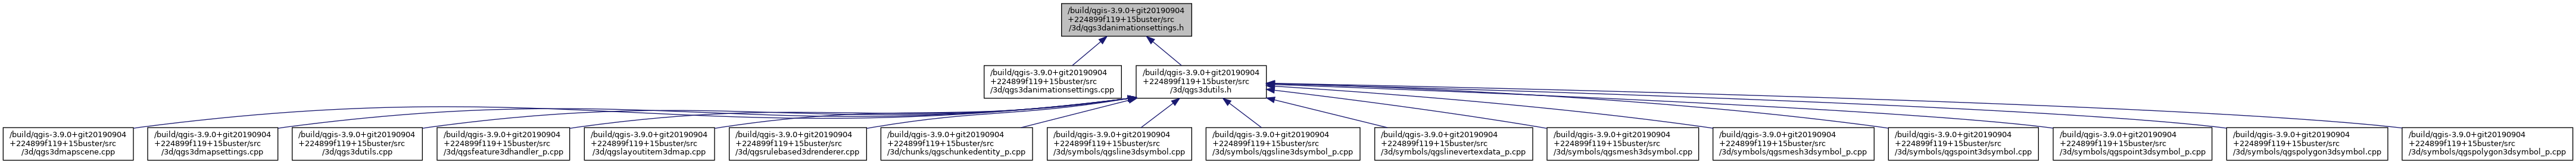 /build/qgis-3.9.0+git20190904
+224899f119+15buster/src
/3d/qgs3danimationsettings.h
/build/qgis-3.9.0+git20190904
+224899f119+15buster/src
/3d/qgs3danimationsettings.cpp
/build/qgis-3.9.0+git20190904
+224899f119+15buster/src
/3d/qgs3dutils.h
/build/qgis-3.9.0+git20190904
+224899f119+15buster/src
/3d/qgs3dmapscene.cpp
/build/qgis-3.9.0+git20190904
+224899f119+15buster/src
/3d/qgs3dmapsettings.cpp
/build/qgis-3.9.0+git20190904
+224899f119+15buster/src
/3d/qgs3dutils.cpp
/build/qgis-3.9.0+git20190904
+224899f119+15buster/src
/3d/qgsfeature3dhandler_p.cpp
/build/qgis-3.9.0+git20190904
+224899f119+15buster/src
/3d/qgslayoutitem3dmap.cpp
/build/qgis-3.9.0+git20190904
+224899f119+15buster/src
/3d/qgsrulebased3drenderer.cpp
/build/qgis-3.9.0+git20190904
+224899f119+15buster/src
/3d/chunks/qgschunkedentity_p.cpp
/build/qgis-3.9.0+git20190904
+224899f119+15buster/src
/3d/symbols/qgsline3dsymbol.cpp
/build/qgis-3.9.0+git20190904
+224899f119+15buster/src
/3d/symbols/qgsline3dsymbol_p.cpp
/build/qgis-3.9.0+git20190904
+224899f119+15buster/src
/3d/symbols/qgslinevertexdata_p.cpp
/build/qgis-3.9.0+git20190904
+224899f119+15buster/src
/3d/symbols/qgsmesh3dsymbol.cpp
/build/qgis-3.9.0+git20190904
+224899f119+15buster/src
/3d/symbols/qgsmesh3dsymbol_p.cpp
/build/qgis-3.9.0+git20190904
+224899f119+15buster/src
/3d/symbols/qgspoint3dsymbol.cpp
/build/qgis-3.9.0+git20190904
+224899f119+15buster/src
/3d/symbols/qgspoint3dsymbol_p.cpp
/build/qgis-3.9.0+git20190904
+224899f119+15buster/src
/3d/symbols/qgspolygon3dsymbol.cpp
/build/qgis-3.9.0+git20190904
+224899f119+15buster/src
/3d/symbols/qgspolygon3dsymbol_p.cpp